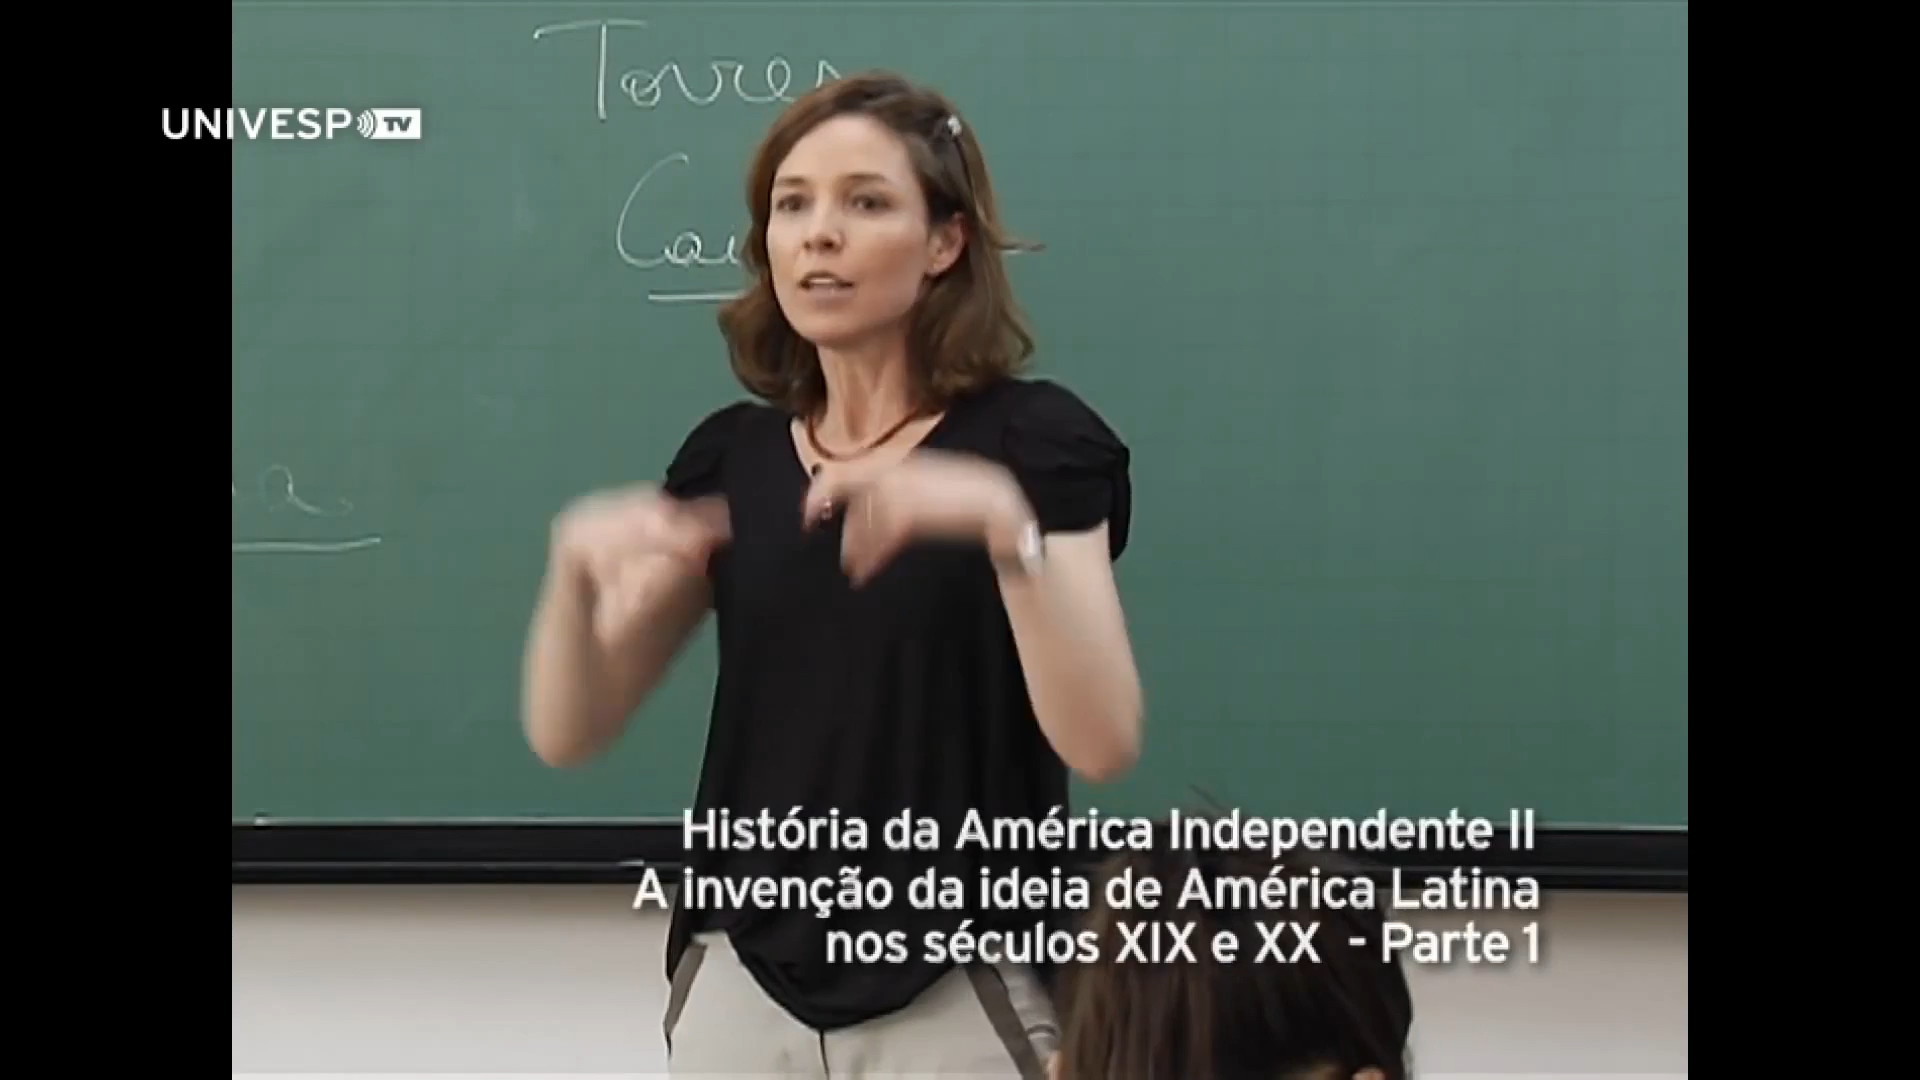 Torres
UNIVESP TV
História da América Independente II
A invenção da ideia de América Latina
nos séculos XIX e XX - Parte 1